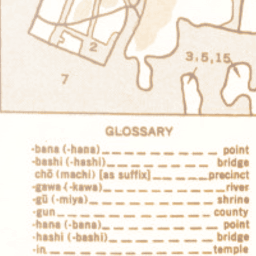 2
3,5,15
7
GLOSSARY
-bana (-hana) point
-bashi (-hashi) bridge
chō (machi) [as suffix] precinct
-gawa (-kawa) river
-gū (-miya) shrine
-gun county
-hana (-bana) point
-hashi (-bashi) bridge
-in temple